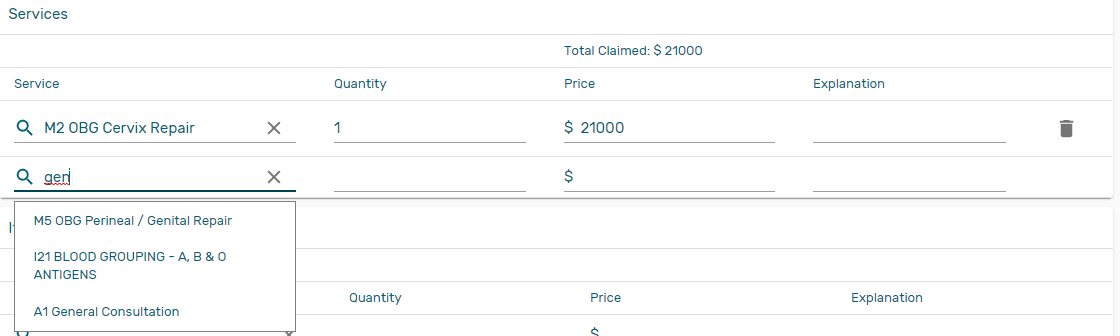 Services
Total Claimed: $ 21000
Service Quantity Price Explanation
M2 OBG Cervix Repair 1 $ 21000
gen $
M5 OBG Perineal / Genital Repair
I21 BLOOD GROUPING - A, B & O
ANTIGENS
A1 General Consultation
Quantity Price Explanation
$